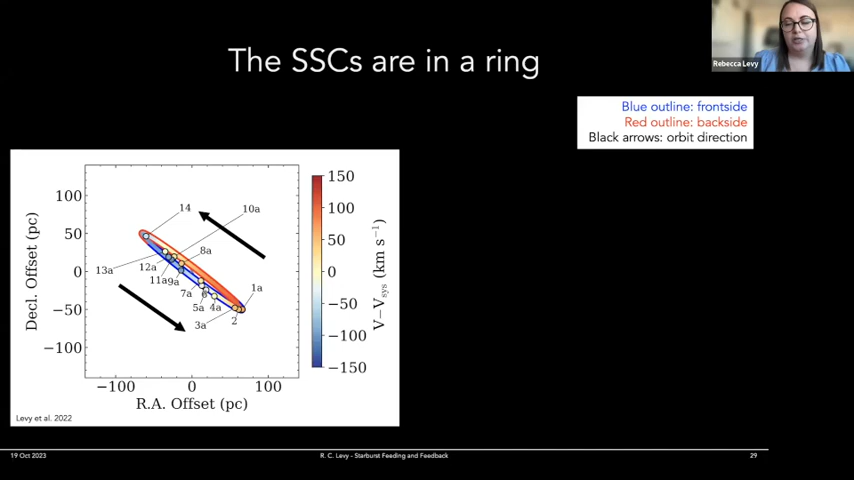 The SSCs are in a ring
Rebecca Levy
Blue outline: frontside
Red outline: backside
Black arrows: orbit direction
100
50
0
−50
−100
Decl. Offset (pc)
−100
0
100
R.A. Offset (pc)
14
10a
8a
13a
12a
11a
9a
7a
6
5a
4a
3a
2
1a
150
100
50
0
−50
−100
−150
V−Vsys (km s−1)
Levy et al. 2022
19 Oct 2023
R. C. Levy - Starburst Feeding and Feedback
29